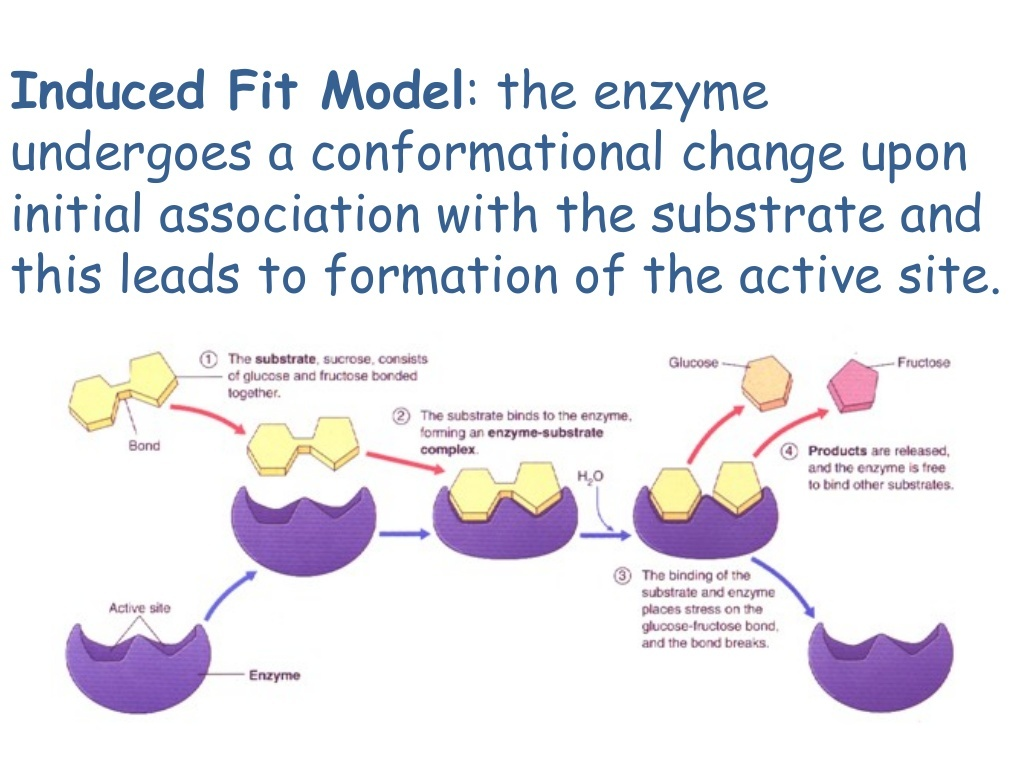 Induced Fit Model: the enzyme
undergoes a conformational change upon
initial association with the substrate and
this leads to formation of the active site.
① The substrate, sucrose, consists
of glucose and fructose bonded
together.
Bond
② The substrate binds to the enzyme,
forming an enzyme-substrate
complex.
H₂O
Glucose
Fructose
④ Products are released,
and the enzyme is free
to bind other substrates.
③ The binding of the
substrate and enzyme
places stress on the
glucose-fructose bond,
and the bond breaks.
Active site
Enzyme